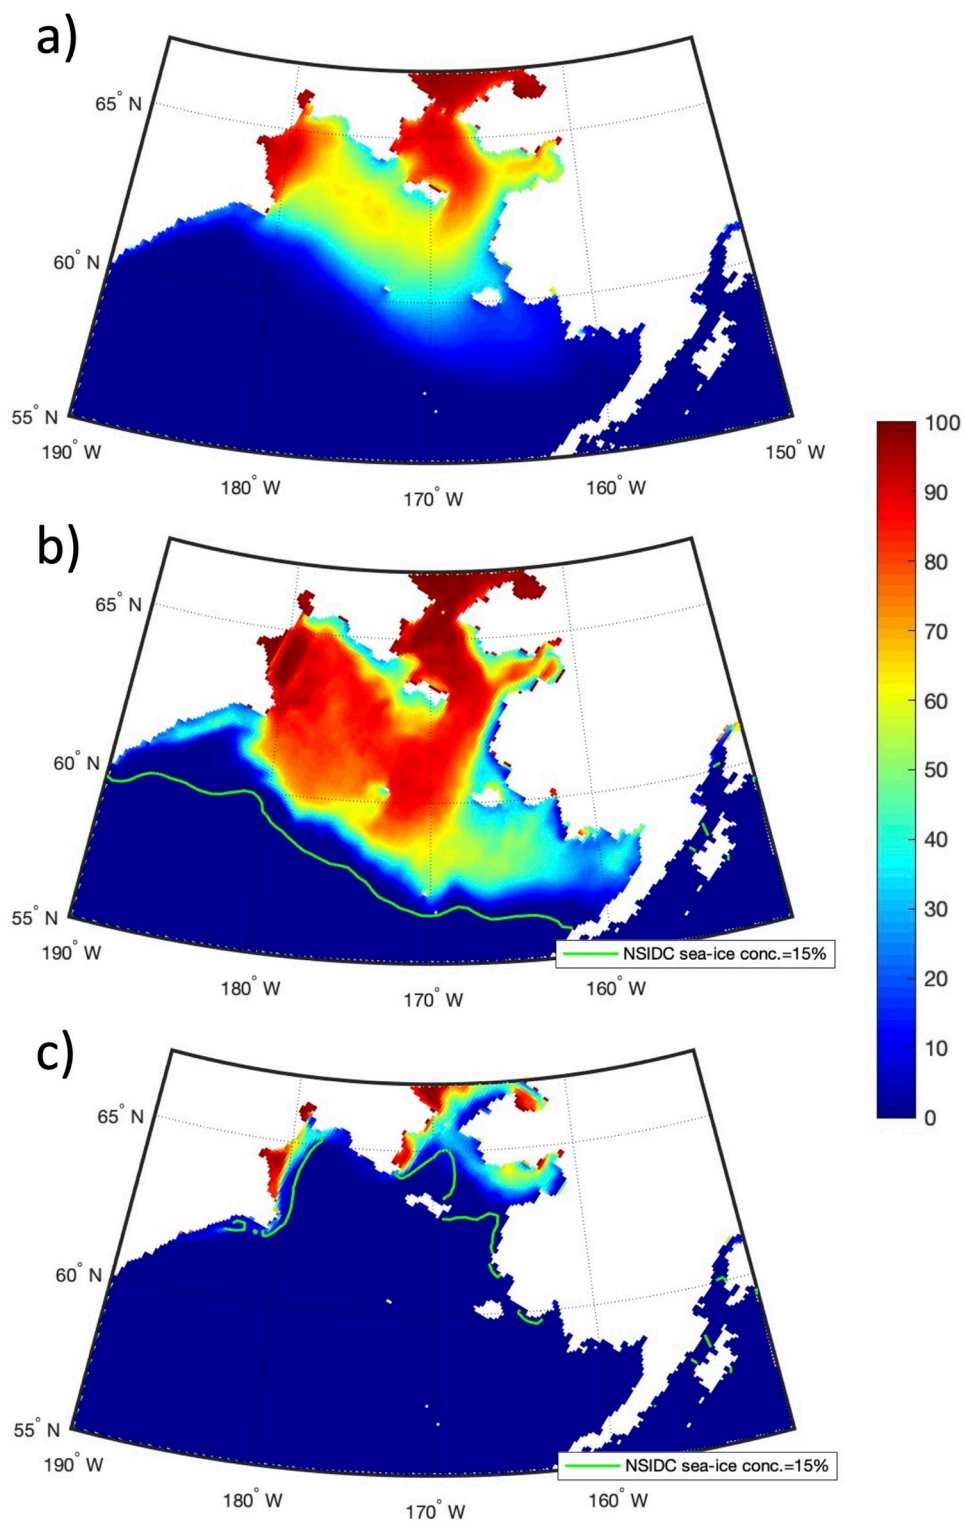 a)
65° N
60° N
55° N
190° W
180° W
170° W
160° W
150° W
100
90
80
70
60
50
40
30
20
10
0
b)
65° N
60° N
55° N
190° W
180° W
170° W
160° W
NSIDC sea-ice conc.=15%
c)
65° N
60° N
55° N
190° W
180° W
170° W
160° W
NSIDC sea-ice conc.=15%